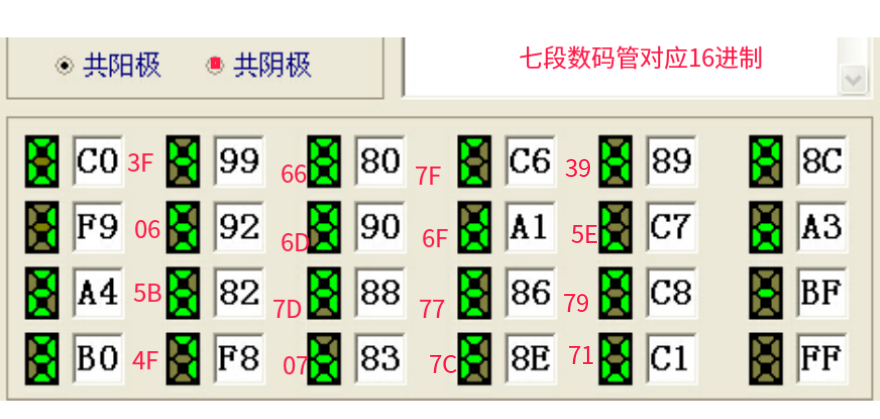 共阳极 共阴极 七段数码管对应16进制
C0 3F 99 66 80 7F C6 39 89 8C
F9 06 92 6D 90 6F A1 5E C7 A3
A4 5B 82 7D 88 77 86 79 C8 BF
B0 4F F8 07 83 7C 8E 71 C1 FF